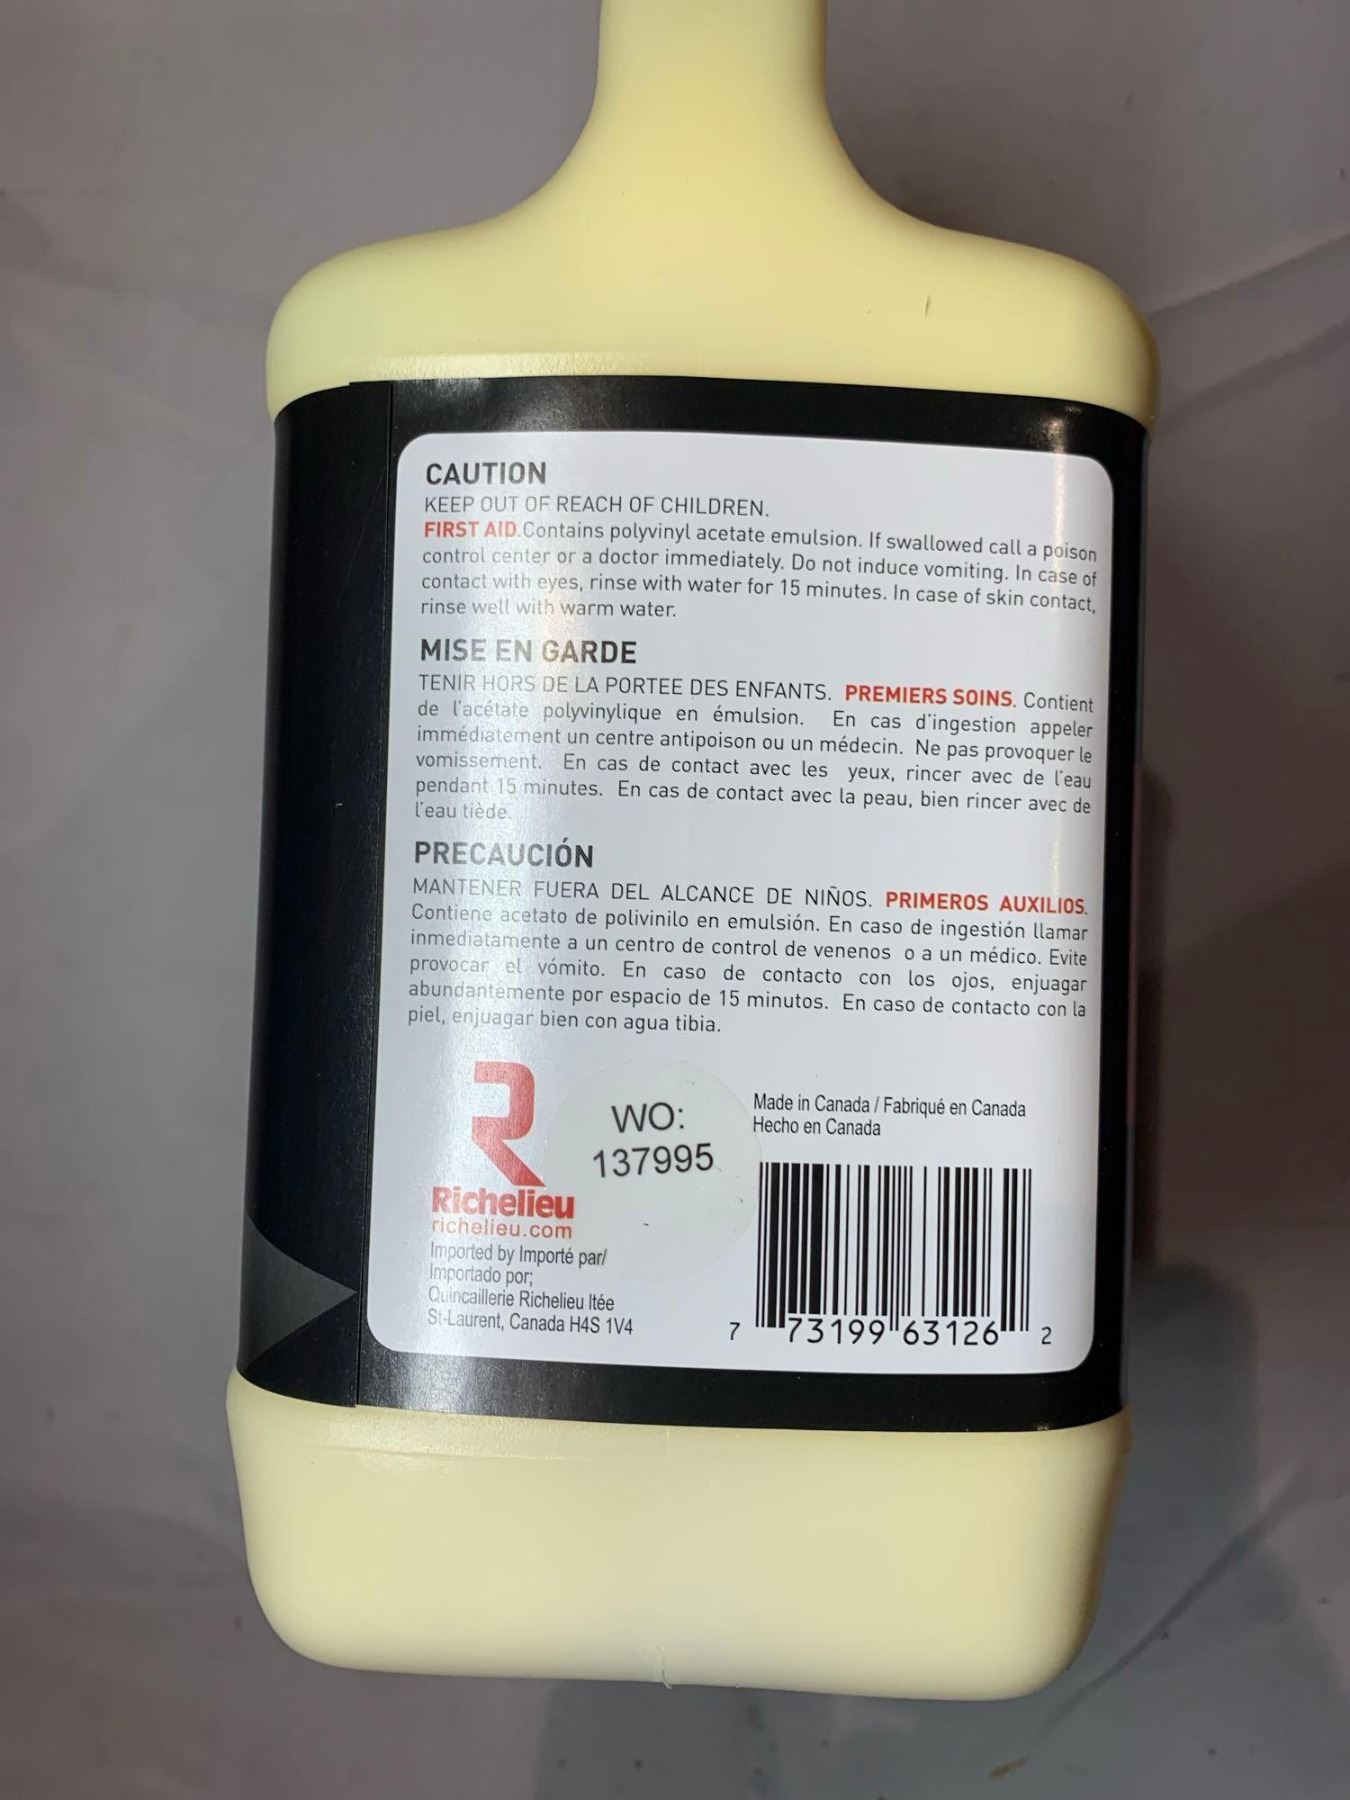 CAUTION
KEEP OUT OF REACH OF CHILDREN.
FIRST AID.Contains polyvinyl acetate emulsion. If swallowed call a poison
control center or a doctor immediately. Do not induce vomiting. In case of
contact with eyes, rinse with water for 15 minutes. In case of skin contact,
rinse well with warm water.
MISE EN GARDE
TENIR HORS DE LA PORTEE DES ENFANTS. PREMIERS SOINS. Contient
de l'acétate polyvinylique en émulsion. En cas d'ingestion appeler
immédiatement un centre antipoison ou un médecin. Ne pas provoquer le
vomissement. En cas de contact avec les yeux, rincer avec de l'eau
pendant 15 minutes. En cas de contact avec la peau, bien rincer avec de
l'eau tiède.
PRECAUCIÓN
MANTENER FUERA DEL ALCANCE DE NIÑOS. PRIMEROS AUXILIOS.
Contiene acetato de polivinilo en emulsión. En caso de ingestión llamar
inmediatamente a un centro de control de venenos o a un médico. Evite
provocar el vómito. En caso de contacto con los ojos, enjuagar
abundantemente por espacio de 15 minutos. En caso de contacto con la
piel, enjuagar bien con agua tibia.
R
Richelieu
richelieu.com
Imported by Importé par/
Importado por;
Quincaillerie Richelieu ltée
St-Laurent, Canada H4S 1V4
WO:
137995
Made in Canada / Fabriqué en Canada
Hecho en Canada
7 73199 63126 2